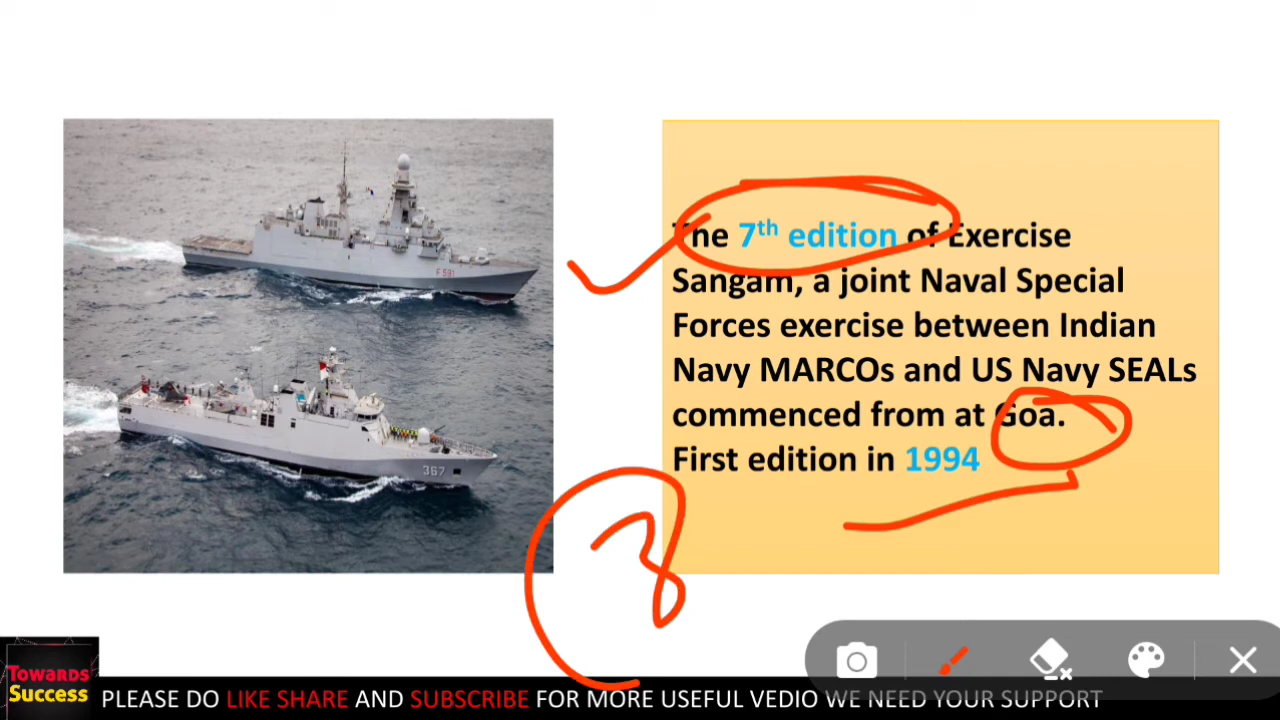 F 591
367
The 7th edition of Exercise
Sangam, a joint Naval Special
Forces exercise between Indian
Navy MARCOs and US Navy SEALs
commenced from at Goa.
First edition in 1994
TOWARDS
Success
PLEASE DO LIKE SHARE AND SUBSCRIBE FOR MORE USEFUL VEDIO WE NEED YOUR SUPPORT